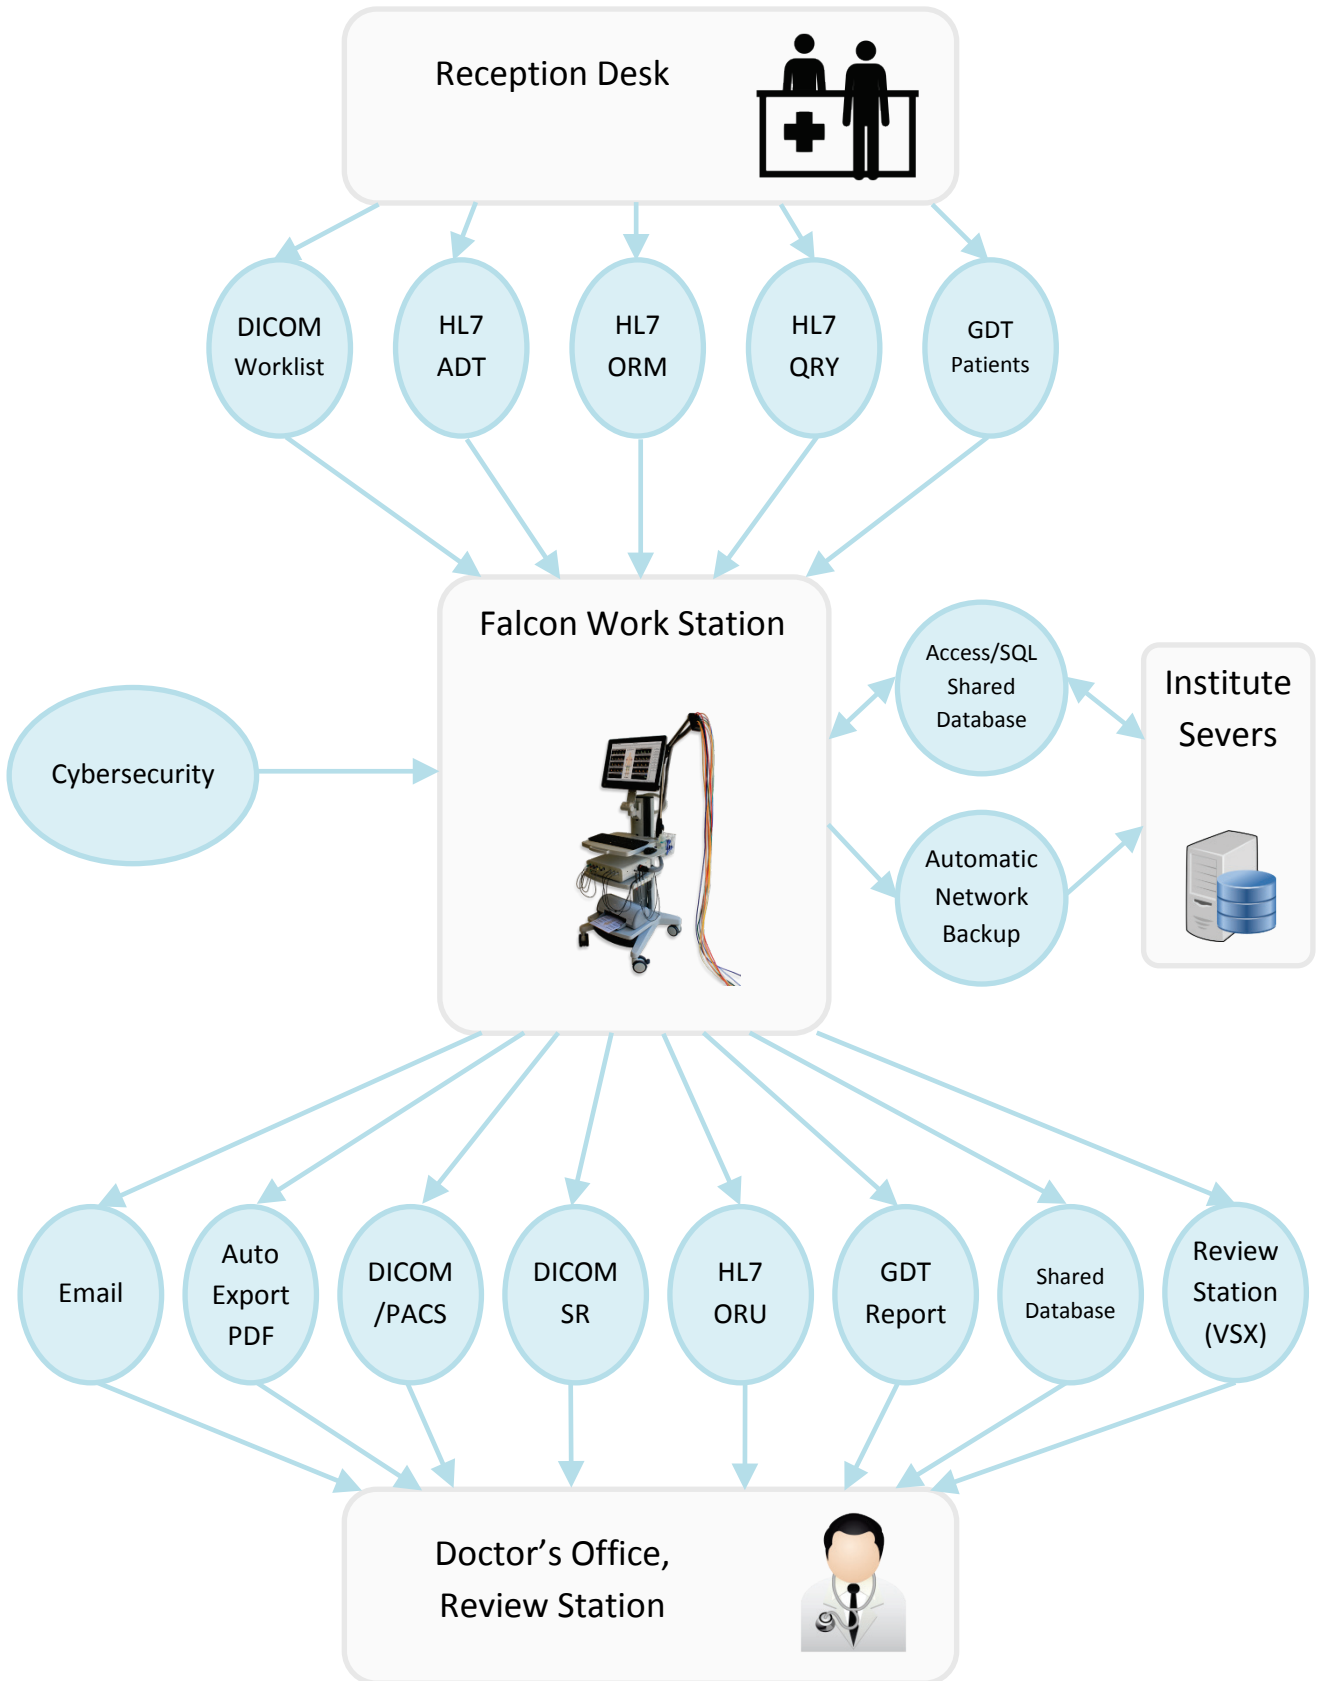 Reception Desk
DICOM
Worklist
HL7
ADT
HL7
ORM
HL7
QRY
GDT
Patients
Falcon Work Station
Cybersecurity
Access/SQL
Shared
Database
Automatic
Network
Backup
Institute
Severs
Email
Auto
Export
PDF
DICOM
/PACS
DICOM
SR
HL7
ORU
GDT
Report
Shared
Database
Review
Station
(VSX)
Doctor’s Office,
Review Station